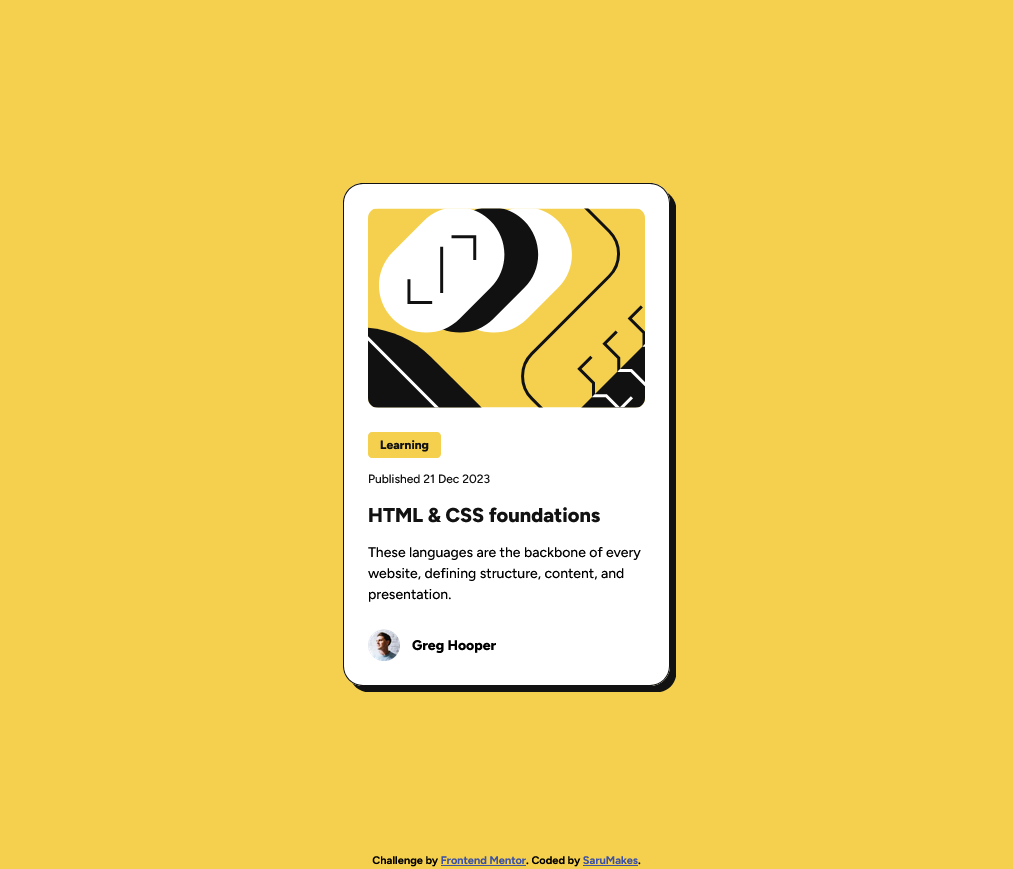 Learning
Published 21 Dec 2023
HTML & CSS foundations
These languages are the backbone of every
website, defining structure, content, and
presentation.
Greg Hooper
Challenge by Frontend Mentor. Coded by SaruMakes.